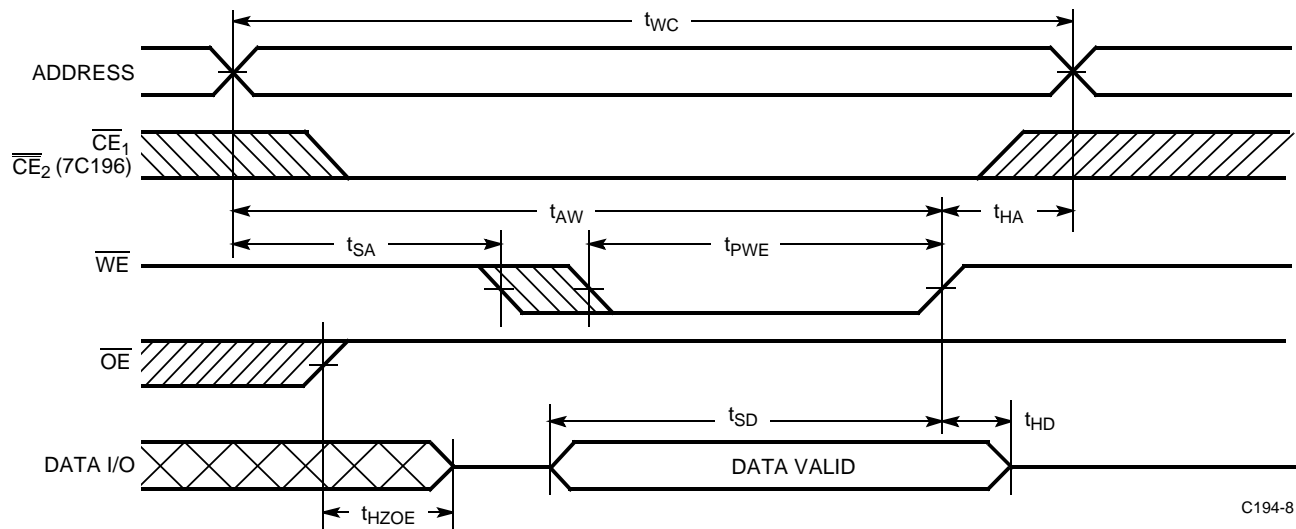 tWC
ADDRESS
CE1
CE2 (7C196)
tAW
tHA
tSA
tPWE
WE
OE
tSD
tHD
DATA I/O
DATA VALID
tHZOE
C194-8